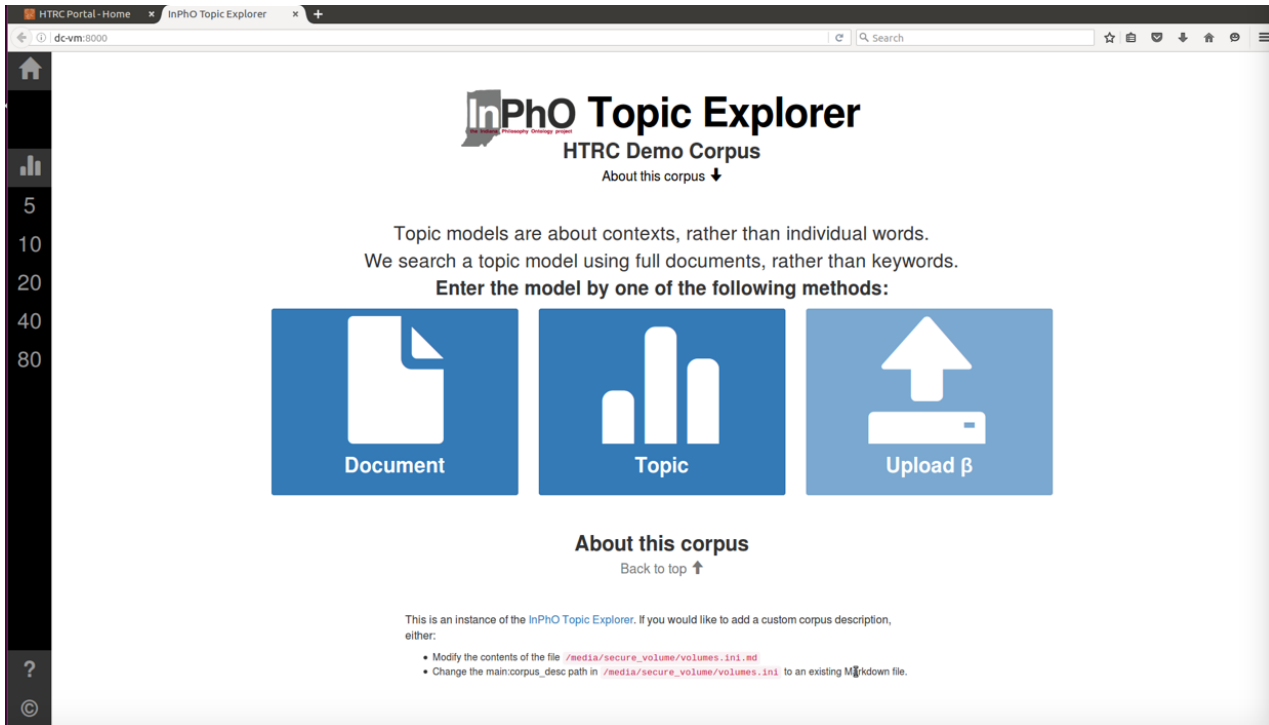 HTRC Portal - Home
InPhO Topic Explorer
dc-vm:8000
Search
5
10
20
40
80
?
©
InPhO Topic Explorer
the Indiana Philosophy Ontology project
HTRC Demo Corpus
About this corpus
Topic models are about contexts, rather than individual words.
We search a topic model using full documents, rather than keywords.
Enter the model by one of the following methods:
Document
Topic
Upload β
About this corpus
Back to top
This is an instance of the InPhO Topic Explorer. If you would like to add a custom corpus description,
either:
• Modify the contents of the file /media/secure_volume/volumes.ini.md
• Change the main:corpus_desc path in /media/secure_volume/volumes.ini to an existing Markdown file.